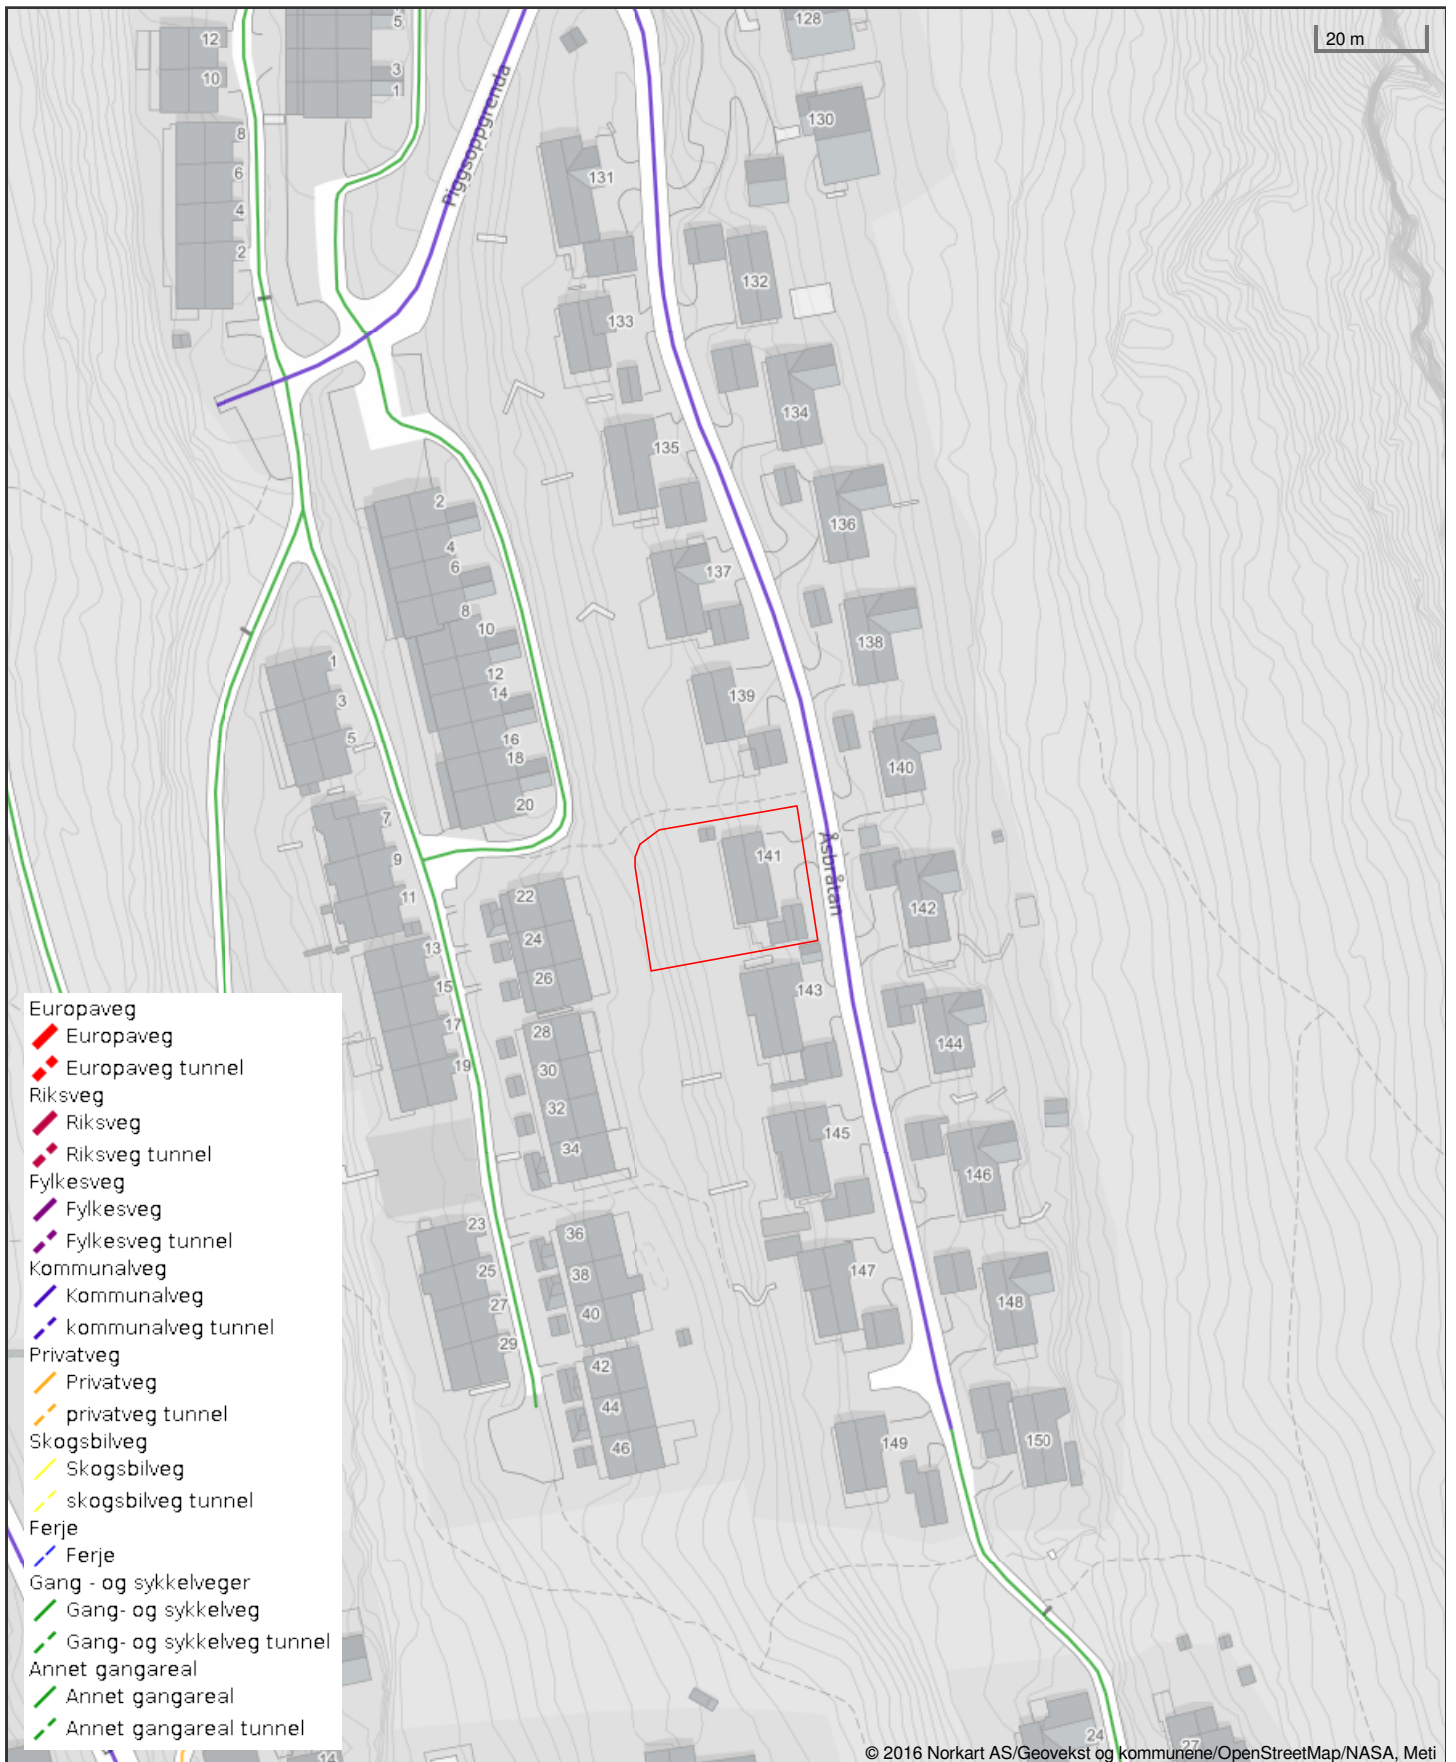 20 m
128
5
12
10
3
1
130
8
131
6
4
2
Piggsoppgrenda
132
133
134
135
2
136
4
6
137
8
10
138
1
12
14
139
3
5
16
18
140
20
7
Åsbråtan
141
9
11
22
142
24
13
26
15
143
17
28
144
19
30
32
145
34
146
23
36
25
38
147
27
40
148
29
42
44
149
46
150
24
27
14
Europaveg
Europaveg
Europaveg tunnel
Riksveg
Riksveg
Riksveg tunnel
Fylkesveg
Fylkesveg
Fylkesveg tunnel
Kommunalveg
Kommunalveg
kommunalveg tunnel
Privatveg
Privatveg
privatveg tunnel
Skogsbilveg
Skogsbilveg
skogsbilveg tunnel
Ferje
Ferje
Gang - og sykkelveger
Gang- og sykkelveg
Gang- og sykkelveg tunnel
Annet gangareal
Annet gangareal
Annet gangareal tunnel
© 2016 Norkart AS/Geovekst og kommunene/OpenStreetMap/NASA, Meti